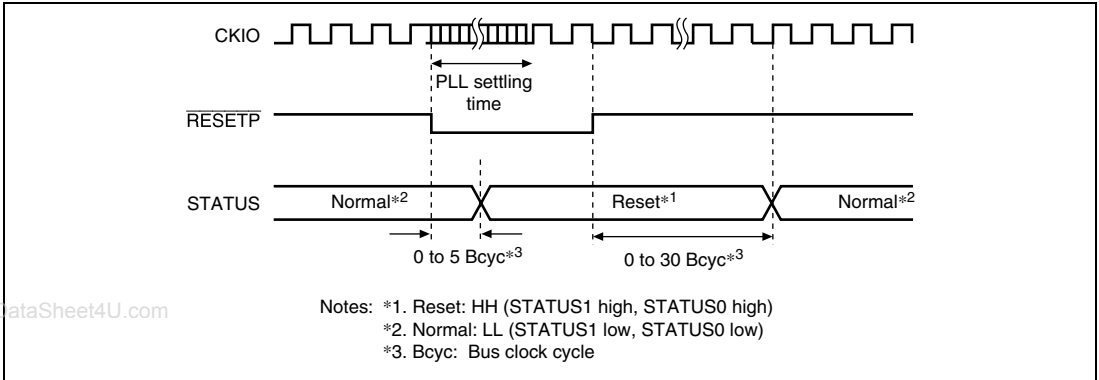 CKIO
PLL settling
time
RESETP
STATUS
Normal*2
Reset*1
Normal*2
0 to 5 Bcyc*3
0 to 30 Bcyc*3
Notes: *1. Reset: HH (STATUS1 high, STATUS0 high)
*2. Normal: LL (STATUS1 low, STATUS0 low)
*3. Bcyc: Bus clock cycle
DataSheet4U.com